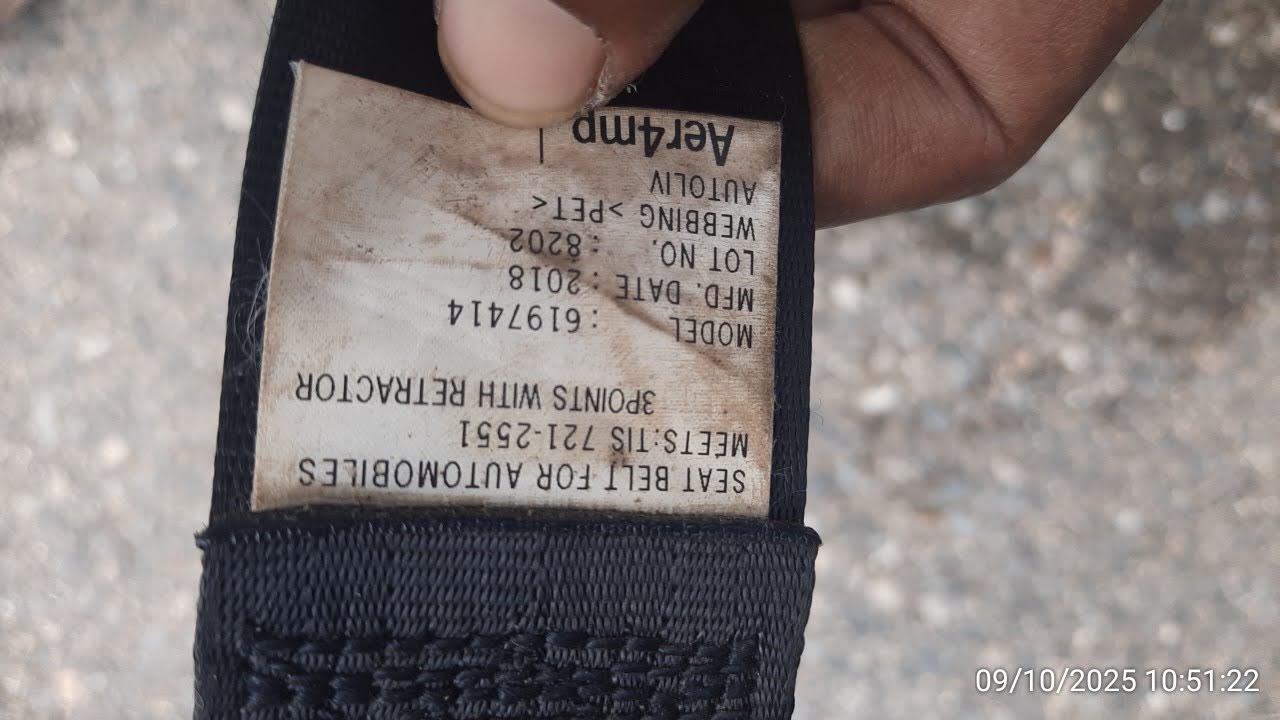 SEAT BELT FOR AUTOMOBILES
MEETS:TIS 721-2551
3POINTS WITH RETRACTOR
MODEL : 6197414
MFD. DATE : 2018
LOT NO. : 8202
WEBBING >PET<
AUTOLIV
Aer4mp |
09/10/2025 10:51:22